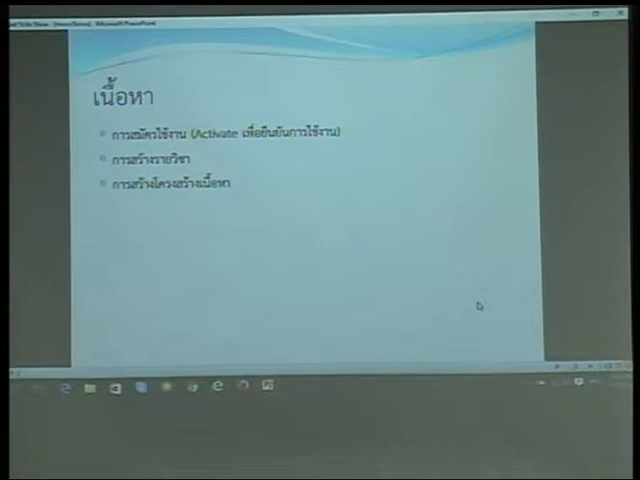 Microsoft PowerPoint
เนื้อหา
การสมัครใช้งาน (Activate เพื่อยืนยันการใช้งาน)
การสร้างรายวิชา
การสร้างโครงสร้างเนื้อหา